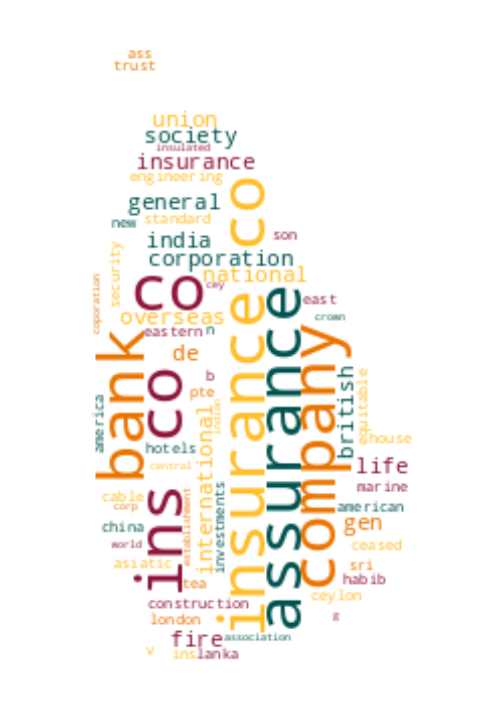 ass
trust
union
society
insulated
insurance
engineering
co
general
new
standard
india
son
corporation
national
security
coporation
co
cey
east
overseas
crown
eastern
n
bank
de
insurance
assurance
company
b
co
pte
indian
british
equitable
america
house
hotels
international
central
life
investments
marine
ins
establishment
cable
corp
american
china
gen
world
ceased
asiatic
sri
tea
habib
construction
ceylon
london
g
fire
association
v
ins
lanka